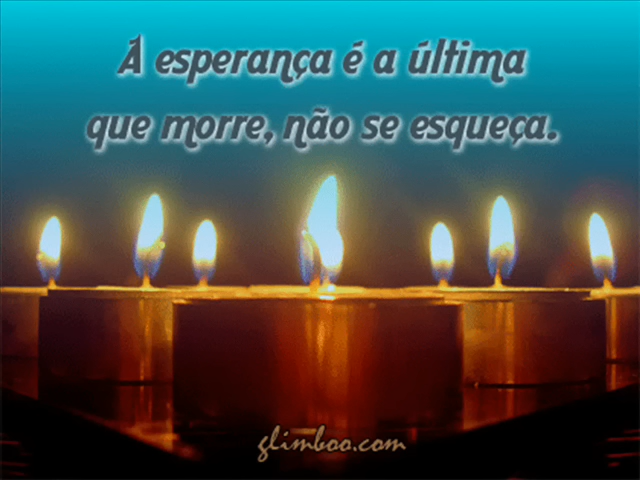 Á esperança é a última
que morre, não se esqueça.
glimboo.com